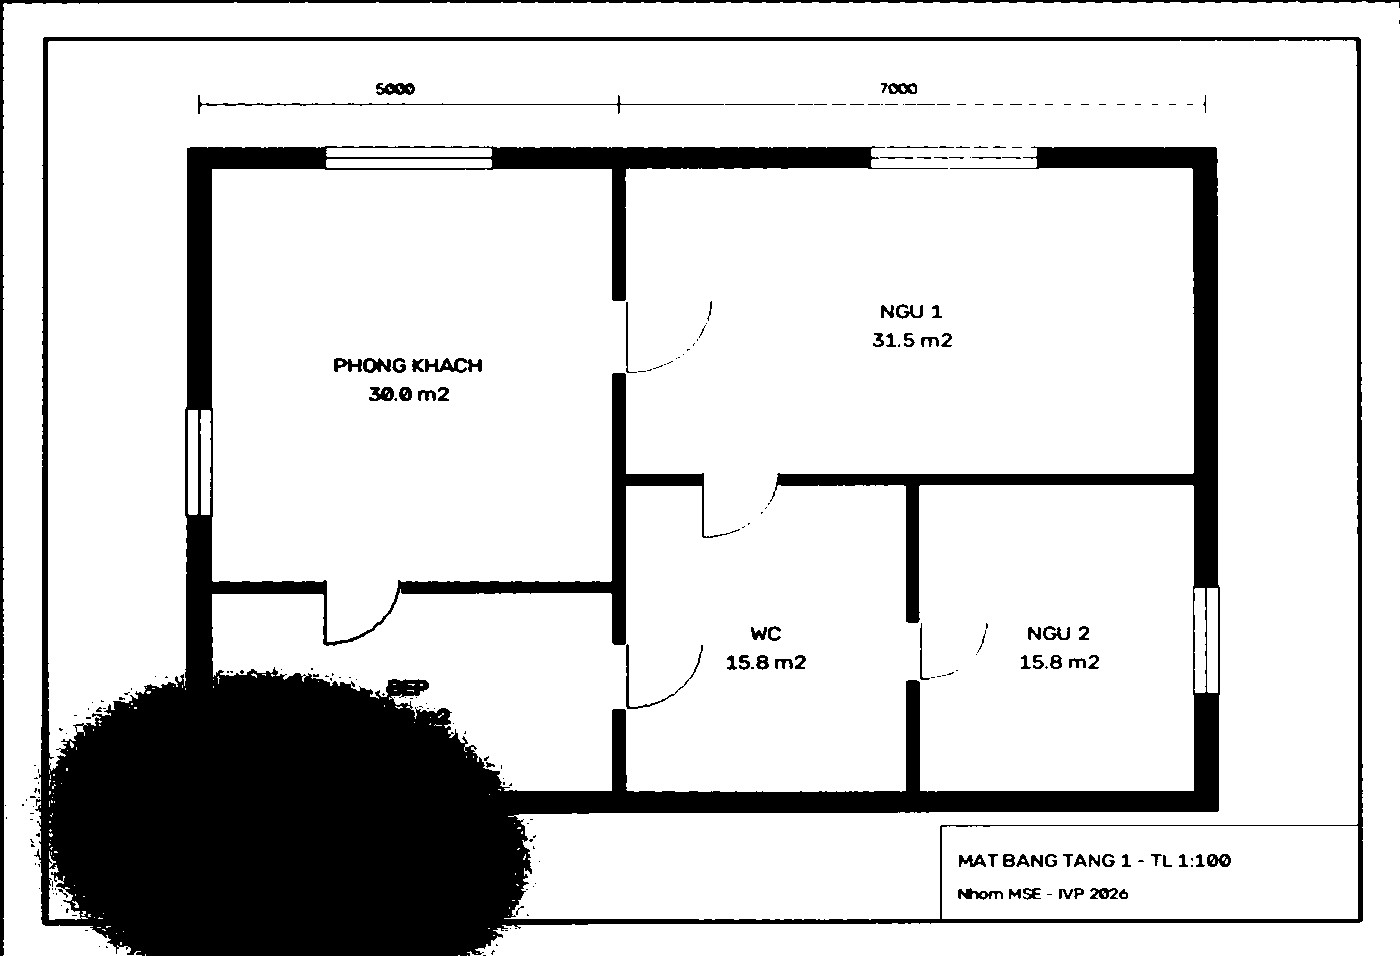 5000
7000
NGU 1
31.5 m2
PHONG KHACH
30.0 m2
WC
15.8 m2
NGU 2
15.8 m2
BEP
m2
MAT BANG TANG 1 - TL 1:100
Nhom MSE - IVP 2026